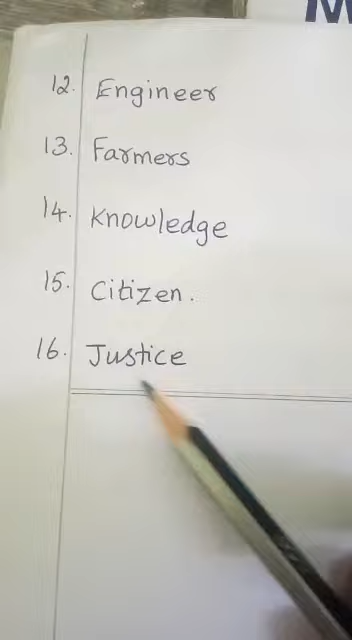 12. Engineer
13. Farmers
14. Knowledge
15. Citizen.
16. Justice